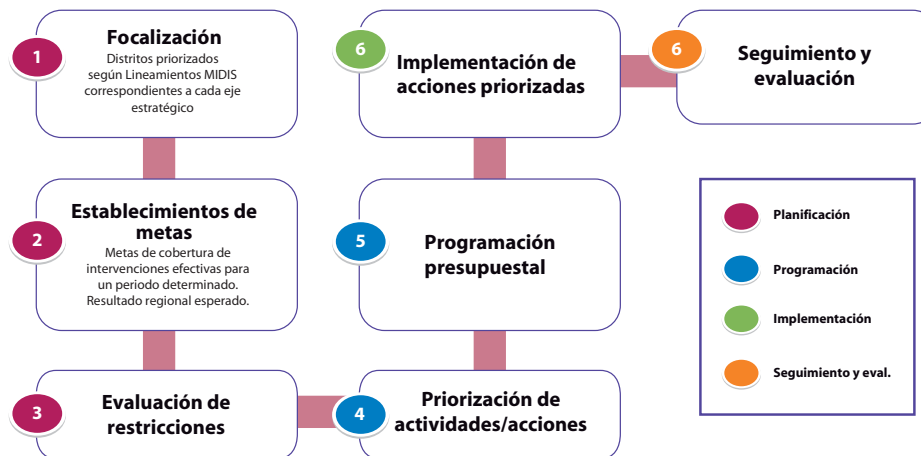 1
Focalización
Distritos priorizados
según Lineamientos MIDIS
correspondientes a cada eje
estratégico
2
Establecimientos de
metas
Metas de cobertura de
intervenciones efectivas para
un periodo determinado.
Resultado regional esperado.
3
Evaluación de
restricciones
4
Priorización de
actividades/acciones
5
Programación
presupuestal
6
Implementación de
acciones priorizadas
6
Seguimiento y
evaluación
Planificación
Programación
Implementación
Seguimiento y eval.